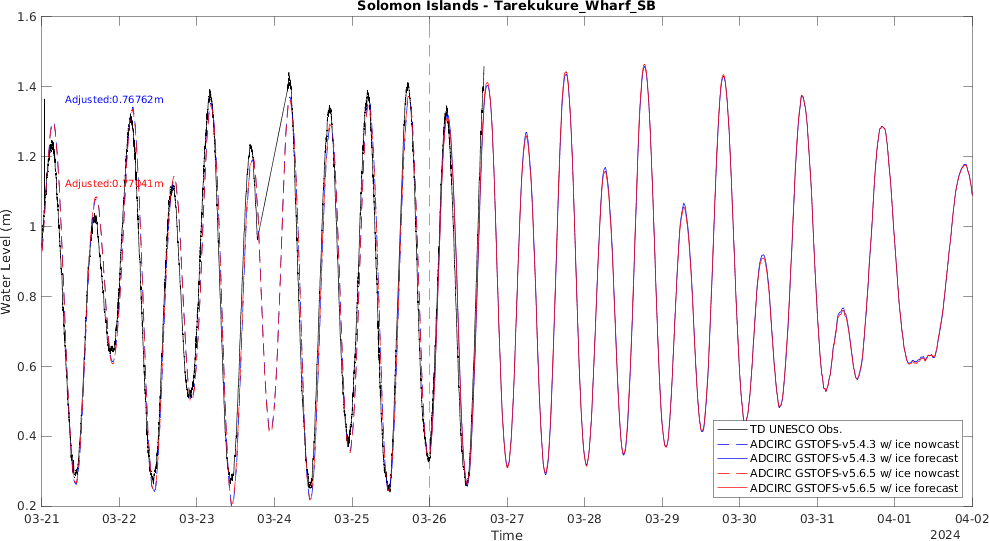 Solomon Islands - Tarekukure_Wharf_SB
1.6
1.4
1.2
1
0.8
0.6
0.4
0.2
Water Level (m)
Adjusted:0.76762m
Adjusted:0.77941m
TD UNESCO Obs.
ADCIRC GSTOFS-v5.4.3 w/ ice nowcast
ADCIRC GSTOFS-v5.4.3 w/ ice forecast
ADCIRC GSTOFS-v5.6.5 w/ ice nowcast
ADCIRC GSTOFS-v5.6.5 w/ ice forecast
03-21 03-22 03-23 03-24 03-25 03-26 03-27 03-28 03-29 03-30 03-31 04-01 04-02
Time
2024